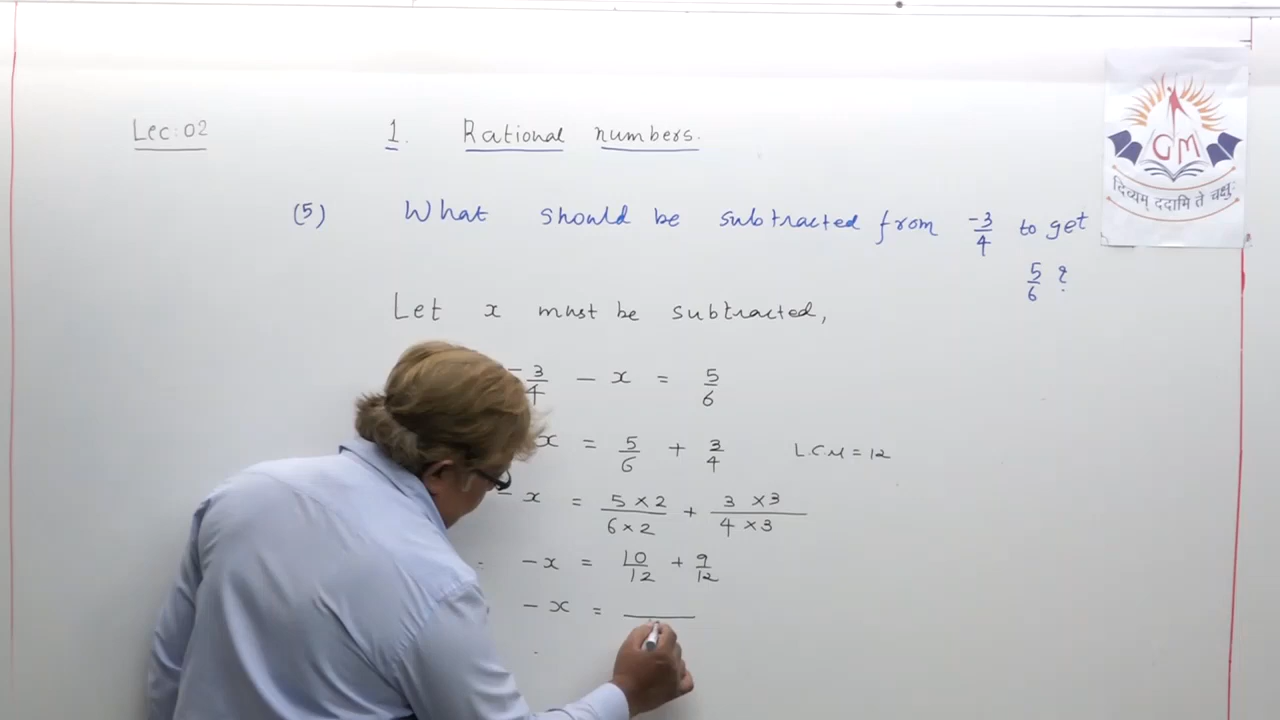 Lec:02
1. Rational numbers.
GM
दिव्यम् ददामि ते चक्षुः
(5) What should be subtracted from -3/4 to get
5/6 ?
Let x must be subtracted,
-3/4 - x = 5/6
x = 5/6 + 3/4 L.C.M = 12
- x = 5 × 2/6 × 2 + 3 × 3/4 × 3
- x = 10/12 + 9/12
- x =